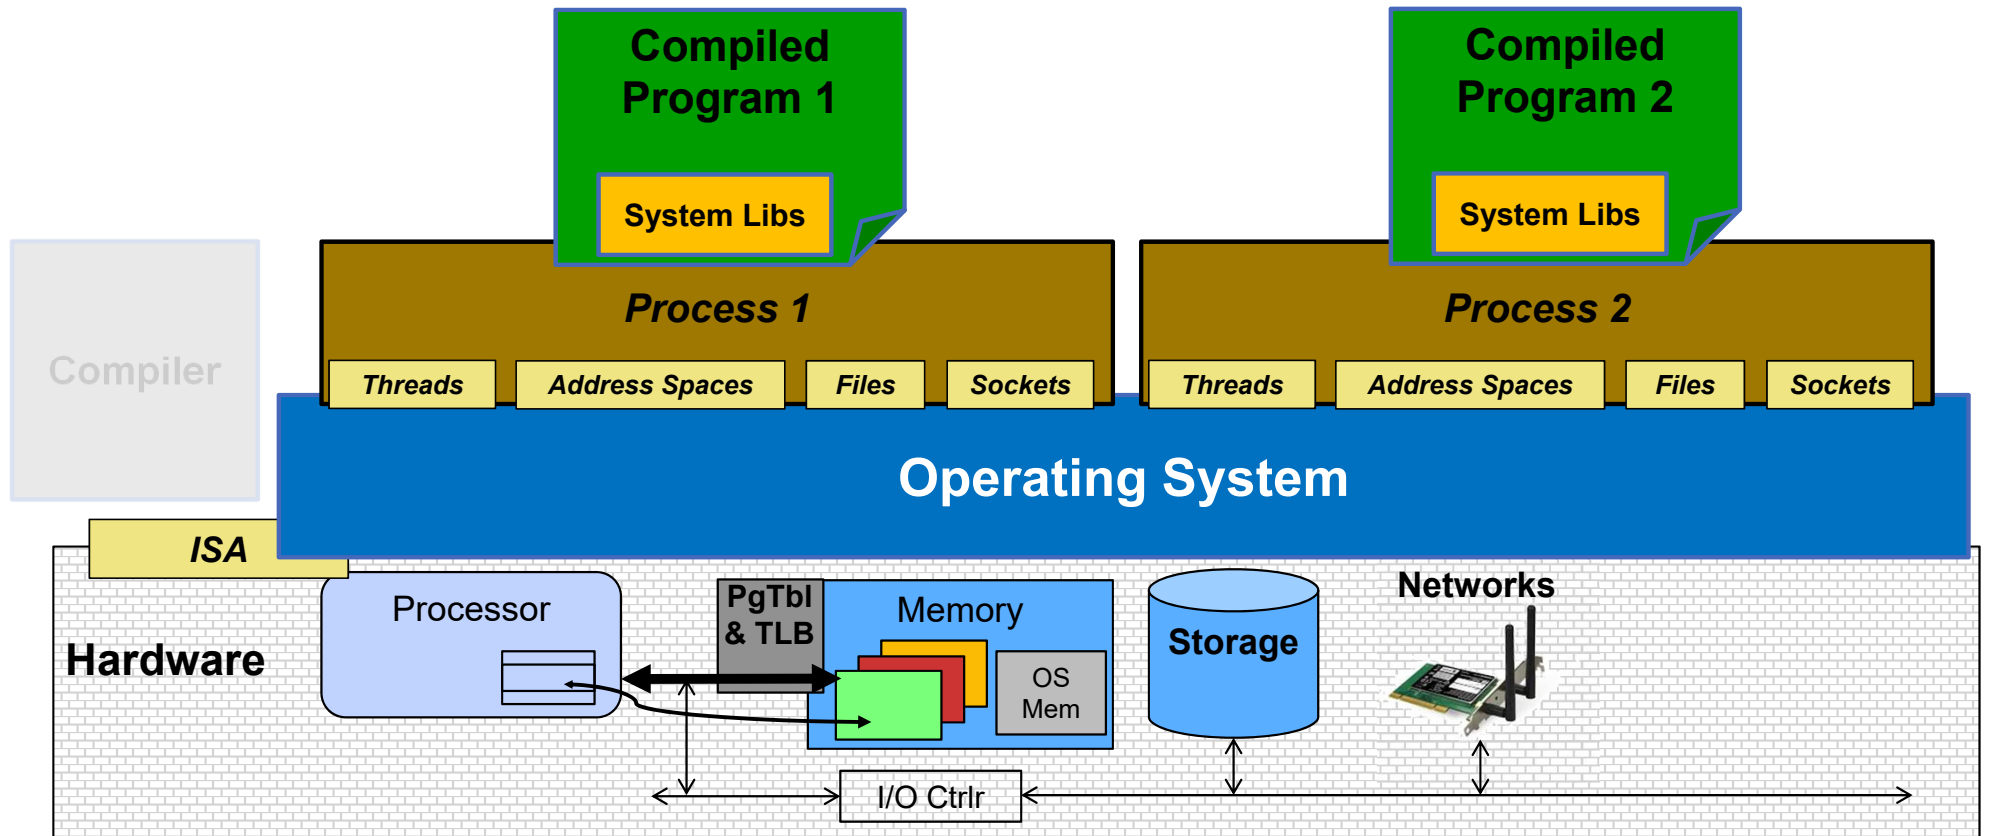 Compiled
Program 1
System Libs
Compiled
Program 2
System Libs
Process 1
Process 2
Compiler
Threads
Address Spaces
Files
Sockets
Threads
Address Spaces
Files
Sockets
Operating System
ISA
Hardware
Processor
PgTbl
& TLB
Memory
OS
Mem
Storage
Networks
I/O Ctrlr